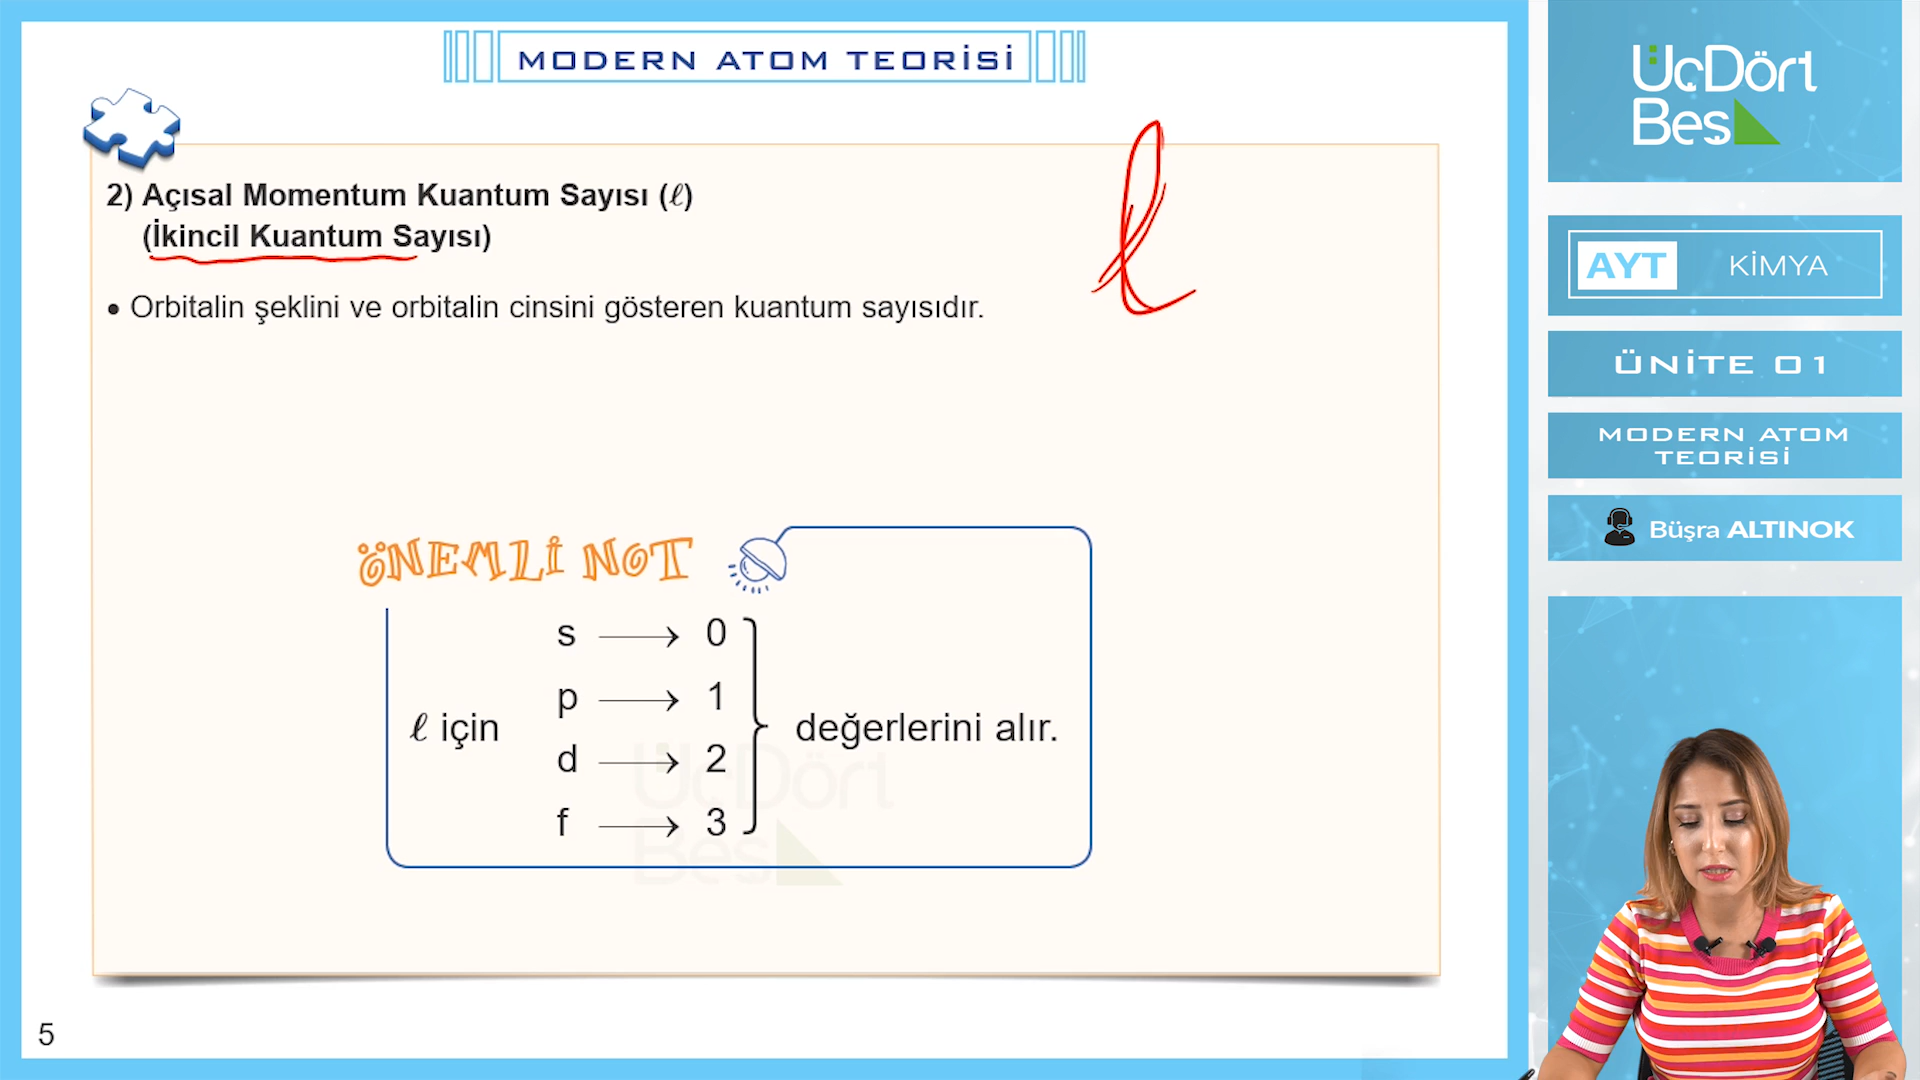 MODERN ATOM TEORİSİ
ℓ
2) Açısal Momentum Kuantum Sayısı (ℓ)
(İkincil Kuantum Sayısı)
• Orbitalin şeklini ve orbitalin cinsini gösteren kuantum sayısıdır.
ÖNEMLİ NOT
s → 0
p → 1
ℓ için
değerlerini alır.
d → 2
f → 3
ÜçDört
Beş
5
ÜçDört
Beş
AYT KİMYA
ÜNİTE 01
MODERN ATOM
TEORİSİ
Büşra ALTINOK